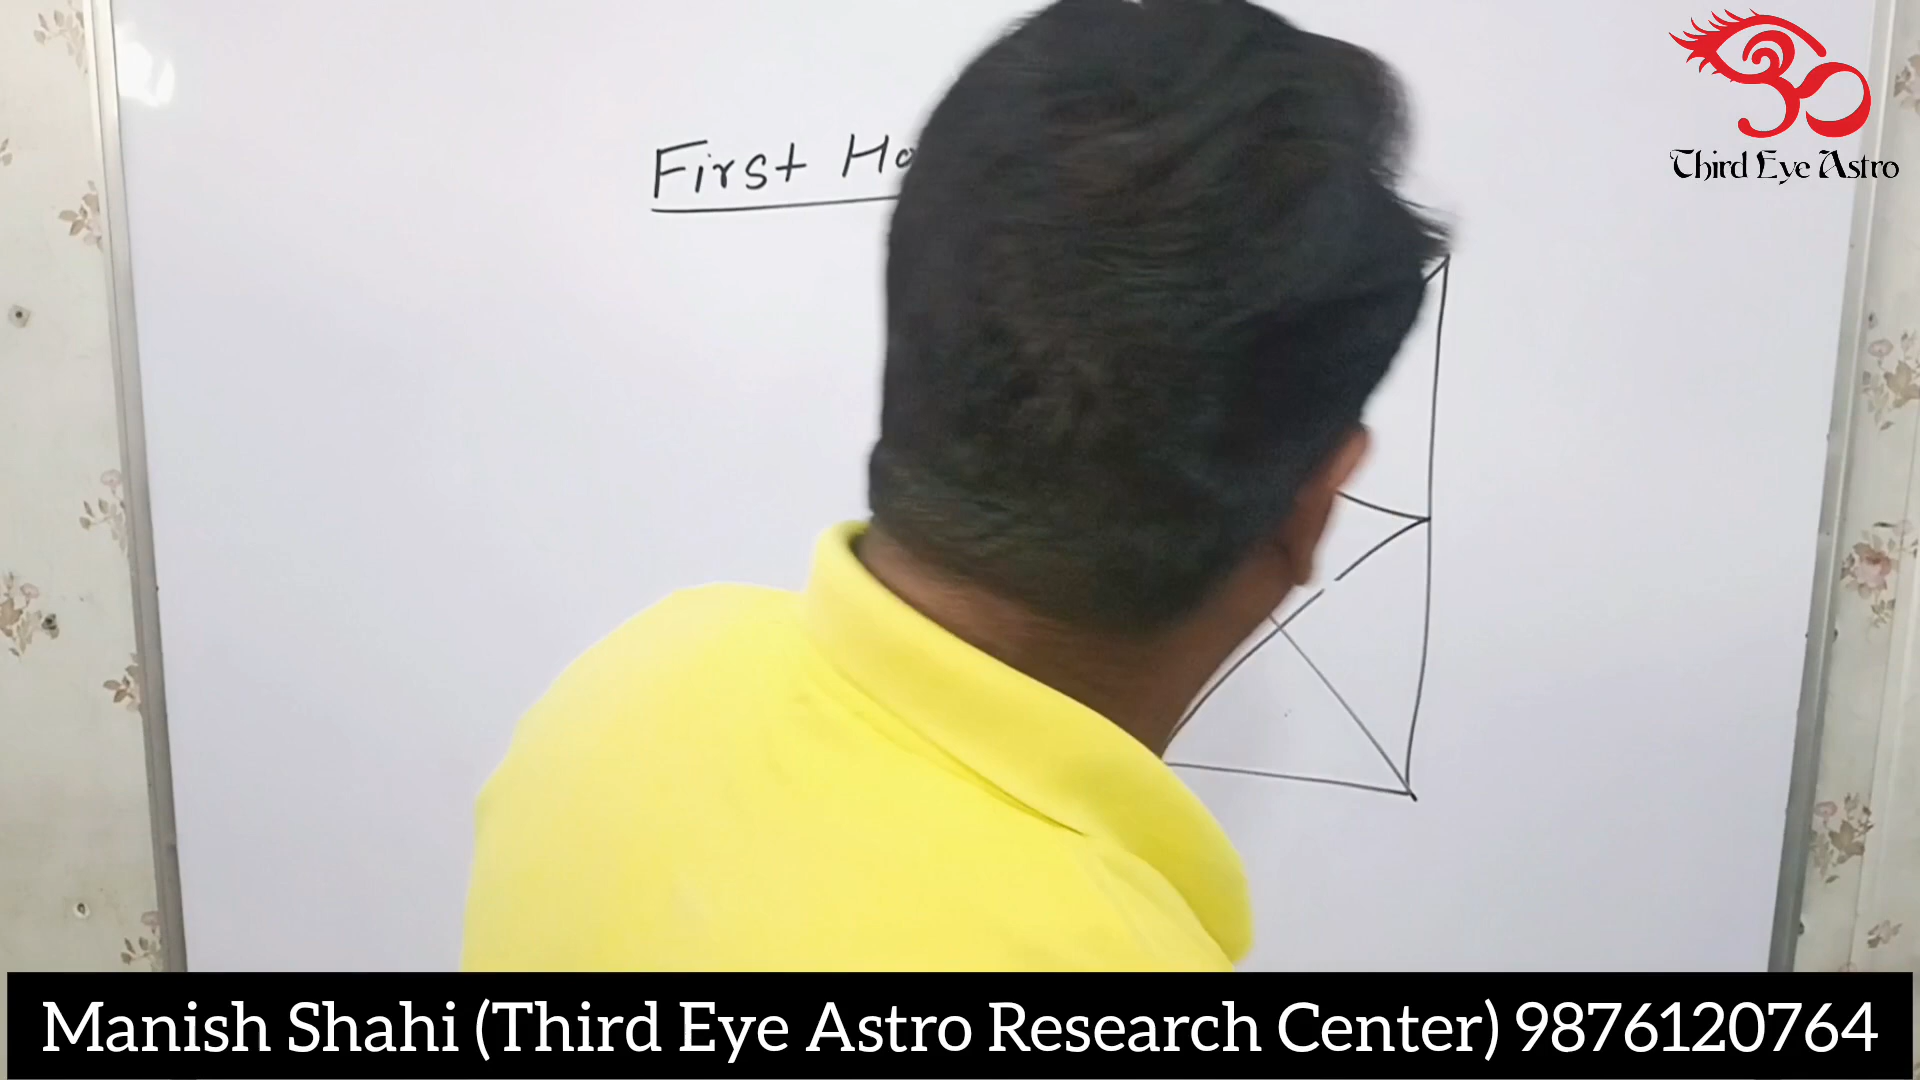 First Ho
Third Eye Astro
Manish Shahi (Third Eye Astro Research Center) 9876120764